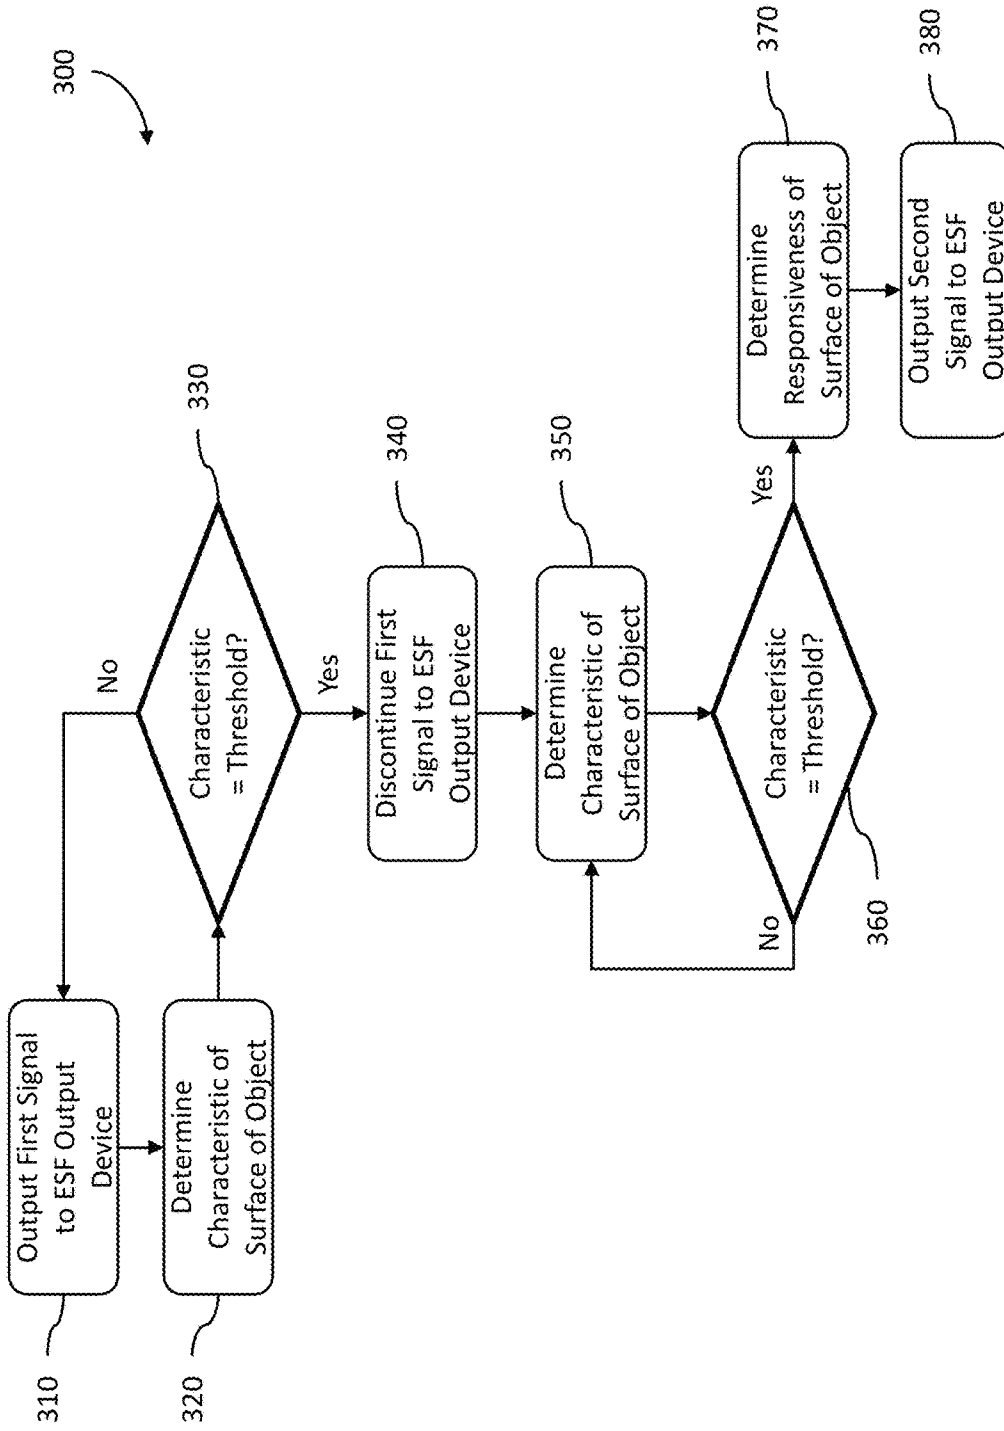 300
310
Output First Signal
to ESF Output
Device
320
Determine
Characteristic of
Surface of Object
330
Characteristic
= Threshold?
No
Yes
340
Discontinue First
Signal to ESF
Output Device
350
Determine
Characteristic of
Surface of Object
360
Characteristic
= Threshold?
No
Yes
370
Determine
Responsiveness of
Surface of Object
380
Output Second
Signal to ESF
Output Device